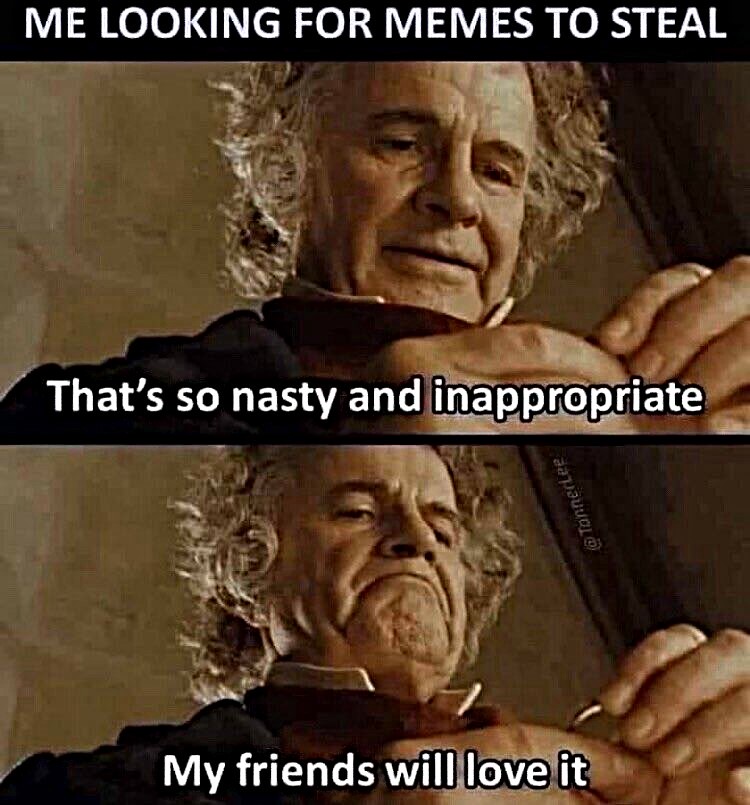 ME LOOKING FOR MEMES TO STEAL
That's so nasty and inappropriate
@TannerLee
My friends will love it